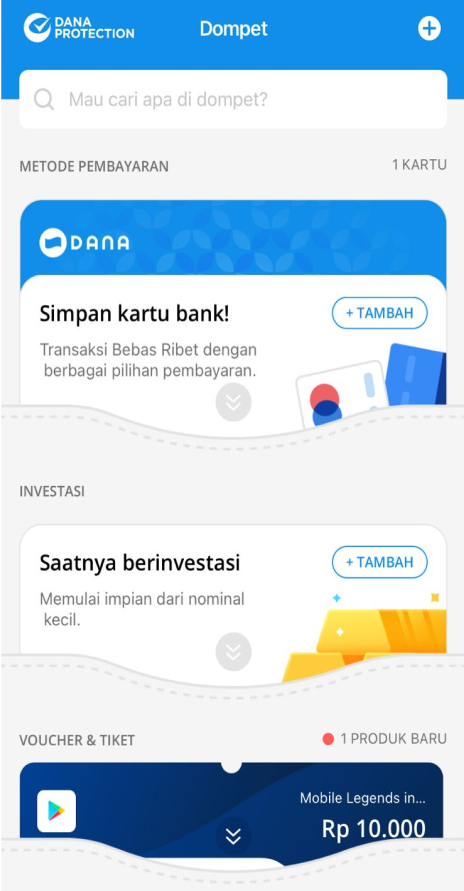 DANA
PROTECTION
Dompet
Mau cari apa di dompet?
METODE PEMBAYARAN
1 KARTU
DANA
Simpan kartu bank!
+ TAMBAH
Transaksi Bebas Ribet dengan
berbagai pilihan pembayaran.
INVESTASI
Saatnya berinvestasi
+ TAMBAH
Memulai impian dari nominal
kecil.
VOUCHER & TIKET
1 PRODUK BARU
Mobile Legends in...
Rp 10.000